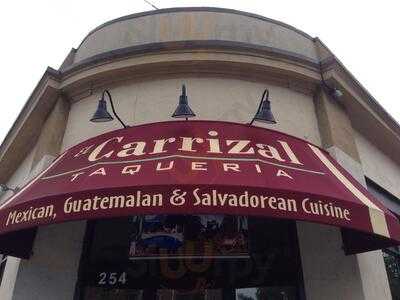 El Carrizal
TAQUERIA
Mexican, Guatemalan & Salvadorean Cuisine
254